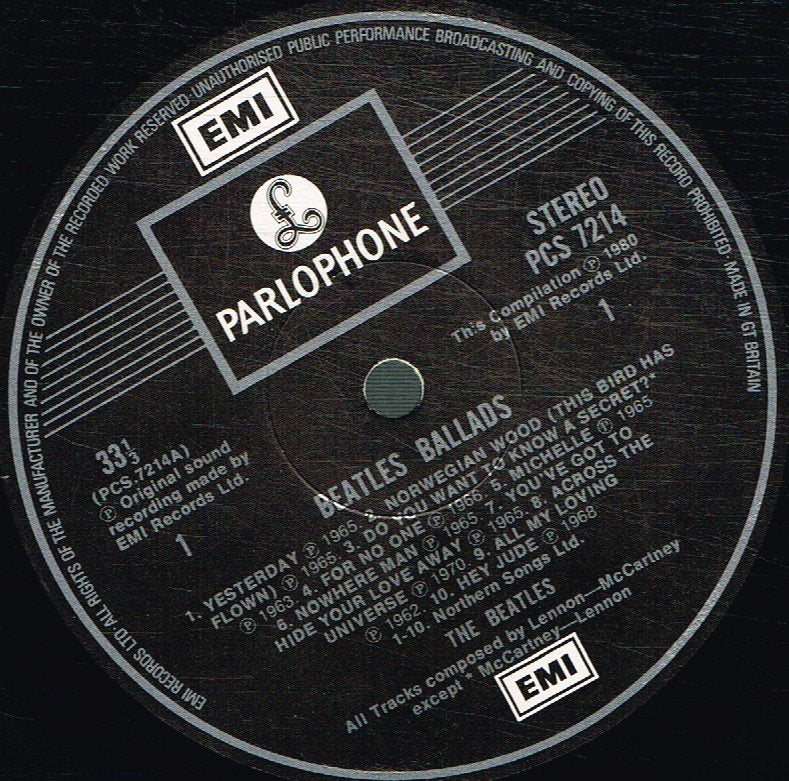 EMI RECORDS LTD·ALL RIGHTS OF THE MANUFACTURER AND OF THE OWNER OF THE RECORDED WORK RESERVED·UNAUTHORISED PUBLIC PERFORMANCE BROADCASTING AND COPYING OF THIS RECORD PROHIBITED·MADE IN GT BRITAIN
EMI
£
PARLOPHONE
STEREO
PCS 7214
This Compilation ℗ 1980
by EMI Records Ltd.
1
33⅓
(PCS.7214A)
℗ Original sound
recording made by
EMI Records Ltd.
1
BEATLES BALLADS
1. YESTERDAY ℗ 1965. 2. NORWEGIAN WOOD (THIS BIRD HAS
FLOWN) ℗ 1965. 3. DO YOU WANT TO KNOW A SECRET?*
℗ 1963. 4. FOR NO ONE ℗ 1966. 5. MICHELLE ℗ 1965
6. NOWHERE MAN ℗ 1965 7. YOU'VE GOT TO
HIDE YOUR LOVE AWAY ℗ 1965. 8. ACROSS THE
UNIVERSE ℗ 1970. 9. ALL MY LOVING
℗ 1962. 10. HEY JUDE ℗ 1968
1-10. Northern Songs Ltd.
THE BEATLES
All Tracks composed by Lennon—McCartney
except * McCartney—Lennon
EMI